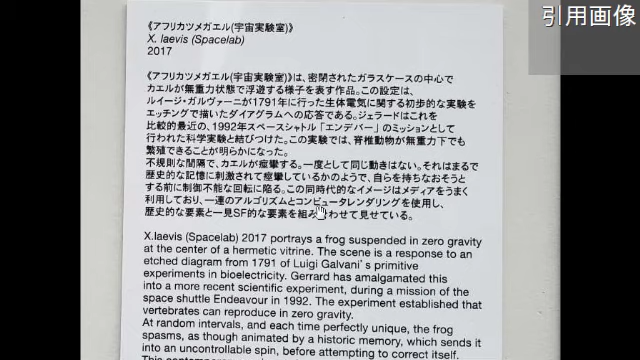 引用画像
《アフリカツメガエル(宇宙実験室)》
X. laevis (Spacelab)
2017
《アフリカツメガエル(宇宙実験室)》は、密閉されたガラスケースの中心で
カエルが無重力状態で浮遊する様子を表す作品。この設定は、
ルイージ・ガルヴァーニが1791年に行った生体電気に関する初歩的な実験を
エッチングで描いたダイアグラムへの応答である。ジェラードはこれを
比較的最近の、1992年スペースシャトル「エンデバー」のミッションとして
行われた科学実験と結びつけた。この実験では、脊椎動物が無重力下でも
繁殖できることが明らかになった。
不規則な間隔で、カエルが痙攣する。一度として同じ動きはない。それはまるで
歴史的な記憶に刺激されて痙攣しているかのようで、自らを持ちなおそうと
する前に制御不能な回転に陥る。この同時代的なイメージはメディアをうまく
利用しており、一連のアルゴリズムとコンピュータレンダリングを使用し、
歴史的な要素と一見SF的な要素を組み合わせて見せている。
X.laevis (Spacelab) 2017 portrays a frog suspended in zero gravity
at the center of a hermetic vitrine. The scene is a response to an
etched diagram from 1791 of Luigi Galvani's primitive
experiments in bioelectricity. Gerrard has amalgamated this
into a more recent scientific experiment, during a mission of the
space shuttle Endeavour in 1992. The experiment established that
vertebrates can reproduce in zero gravity.
At random intervals, and each time perfectly unique, the frog
spasms, as though animated by a historic memory, which sends it
into an uncontrollable spin, before attempting to correct itself.